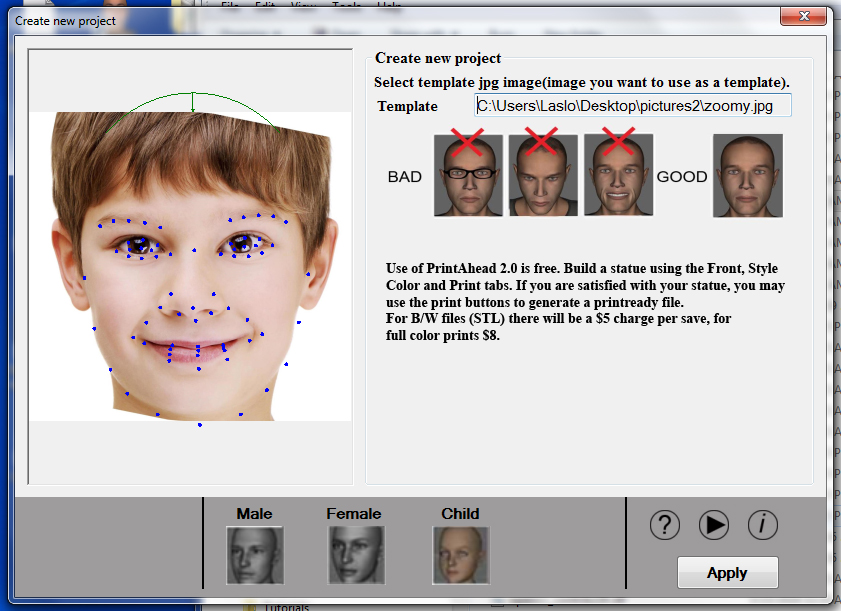 File Edit View Tools Help
Create new project
Create new project
Select template jpg image(image you want to use as a template).
Template C:\Users\Laslo\Desktop\pictures2\zoomy.jpg
BAD GOOD
Use of PrintAhead 2.0 is free. Build a statue using the Front, Style
Color and Print tabs. If you are satisfied with your statue, you may
use the print buttons to generate a printready file.
For B/W files (STL) there will be a $5 charge per save, for
full color prints $8.
Male Female Child
? i
Apply
Tutorials